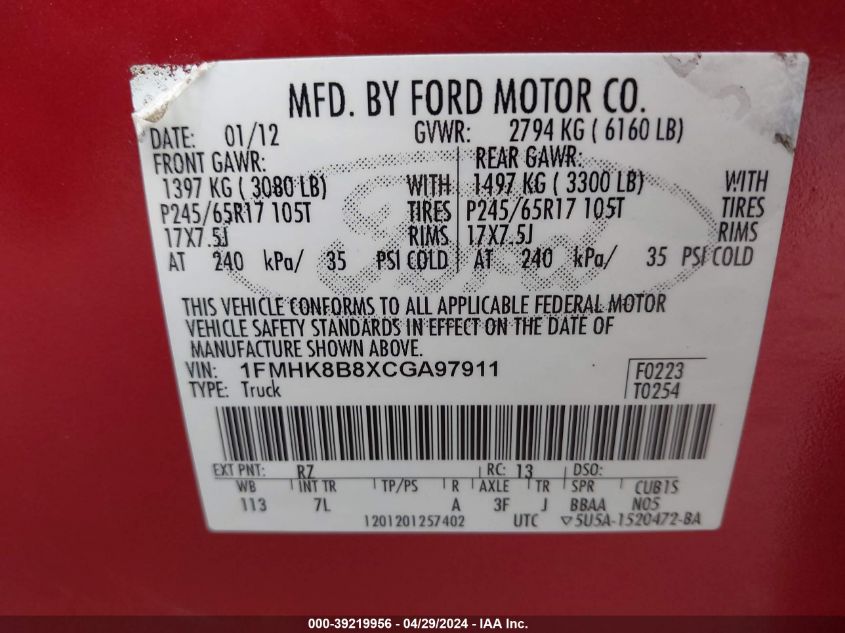 MFD. BY FORD MOTOR CO.
DATE: 01/12 GVWR: 2794 KG ( 6160 LB)
FRONT GAWR: REAR GAWR:
1397 KG ( 3080 LB) WITH 1497 KG ( 3300 LB) WITH
P245/65R17 105T TIRES P245/65R17 105T TIRES
17X7.5J RIMS 17X7.5J RIMS
AT 240 kPa/ 35 PSI COLD AT 240 kPa/ 35 PSI COLD
Ford
THIS VEHICLE CONFORMS TO ALL APPLICABLE FEDERAL MOTOR
VEHICLE SAFETY STANDARDS IN EFFECT ON THE DATE OF
MANUFACTURE SHOWN ABOVE.
VIN: 1FMHK8B8XCGA97911 F0223
TYPE: Truck T0254
EXT PNT: RZ RC: 13 DSO:
WB INT TR TP/PS R AXLE TR SPR CUB1S
113 7L A 3F J BBAA N05
1201201257402 UTC ▽5U5A-1520472-BA
000-39219956 - 04/29/2024 - IAA Inc.